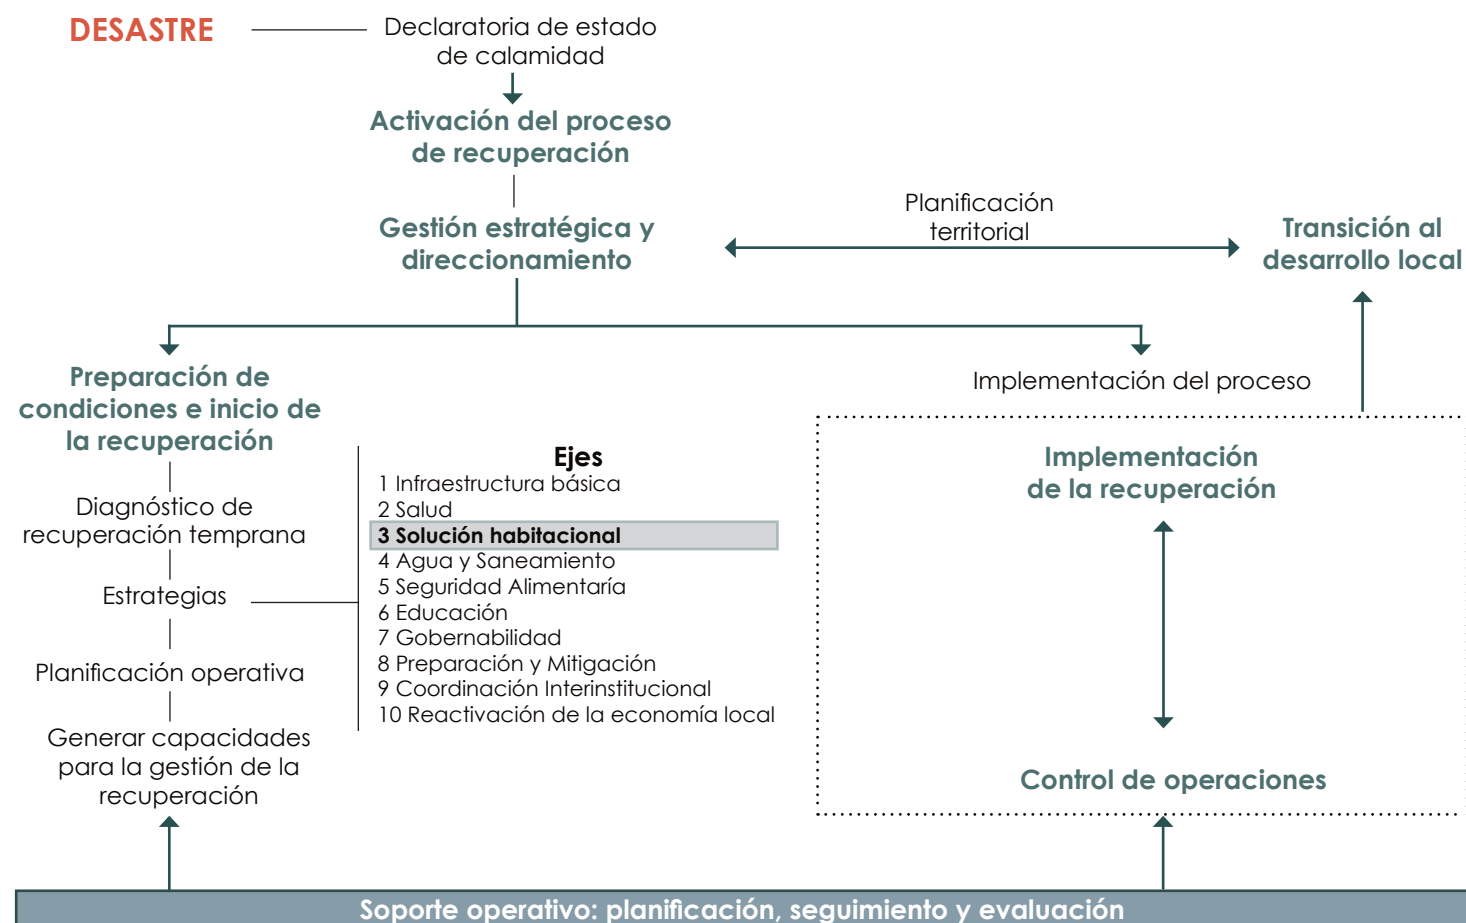 DESASTRE
Declaratoria de estado
de calamidad
Activación del proceso
de recuperación
Gestión estratégica y
direccionamiento
Planificación
territorial
Transición al
desarrollo local
Preparación de
condiciones e inicio de
la recuperación
Implementación del proceso
Diagnóstico de
recuperación temprana
Estrategias
Planificación operativa
Generar capacidades
para la gestión de la
recuperación
Ejes
1 Infraestructura básica
2 Salud
3 Solución habitacional
4 Agua y Saneamiento
5 Seguridad Alimentaría
6 Educación
7 Gobernabilidad
8 Preparación y Mitigación
9 Coordinación Interinstitucional
10 Reactivación de la economía local
Implementación
de la recuperación
Control de operaciones
Soporte operativo: planificación, seguimiento y evaluación